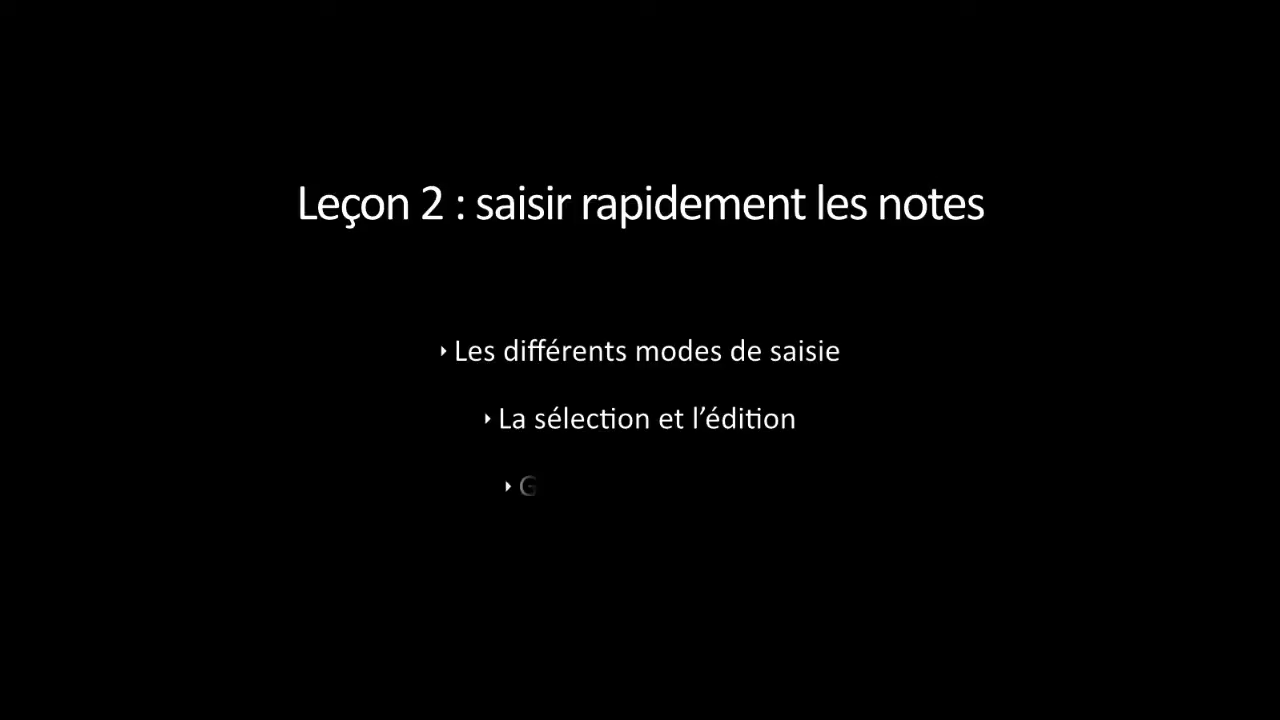 Leçon 2 : saisir rapidement les notes
‣ Les différents modes de saisie
‣ La sélection et l’édition
‣ G